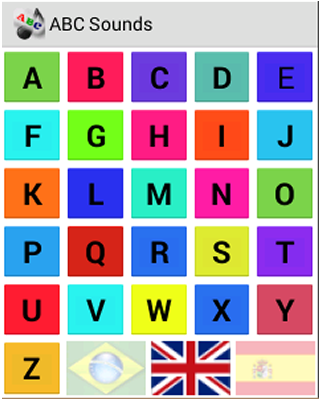 ABC Sounds
A B C D E
F G H I J
K L M N O
P Q R S T
U V W X Y
Z